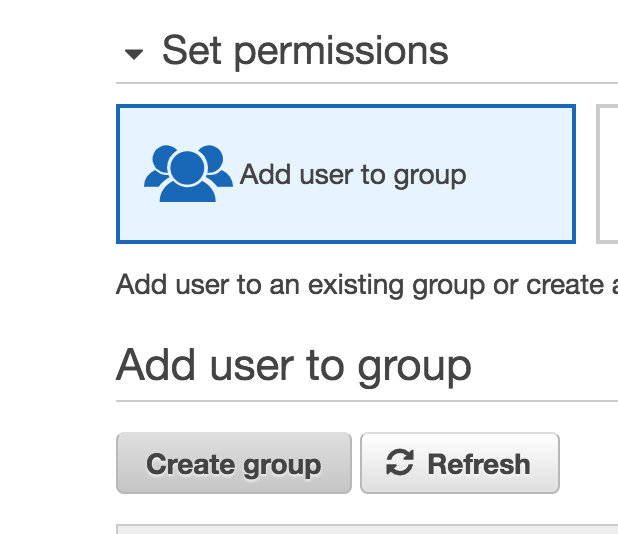 Set permissions
Add user to group
Add user to an existing group or create
Add user to group
Create group
Refresh